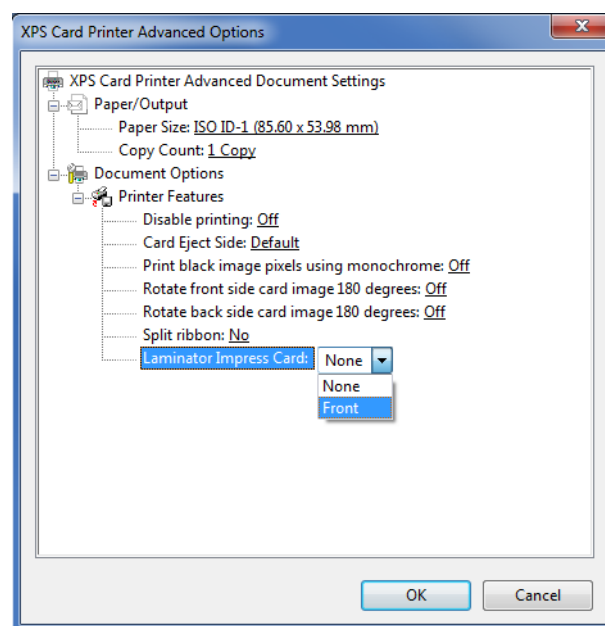 XPS Card Printer Advanced Options
XPS Card Printer Advanced Document Settings
Paper/Output
Paper Size: ISO ID-1 (85.60 x 53.98 mm)
Copy Count: 1 Copy
Document Options
Printer Features
Disable printing: Off
Card Eject Side: Default
Print black image pixels using monochrome: Off
Rotate front side card image 180 degrees: Off
Rotate back side card image 180 degrees: Off
Split ribbon: No
Laminator Impress Card: None
None
Front
OK Cancel